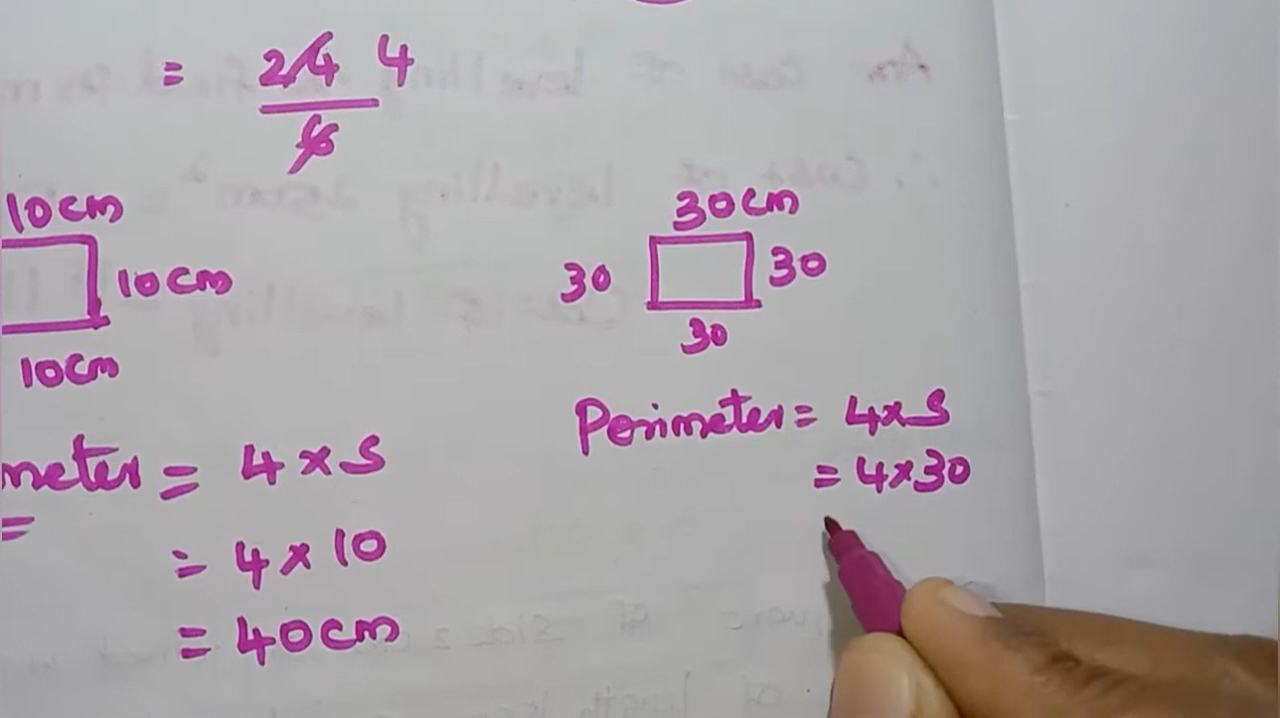 = 24 4
6
10cm
10cm
10cm
meter = 4 × S
= 4 × 10
= 40cm
30cm
30 30
30
Perimeter = 4×S
= 4×30